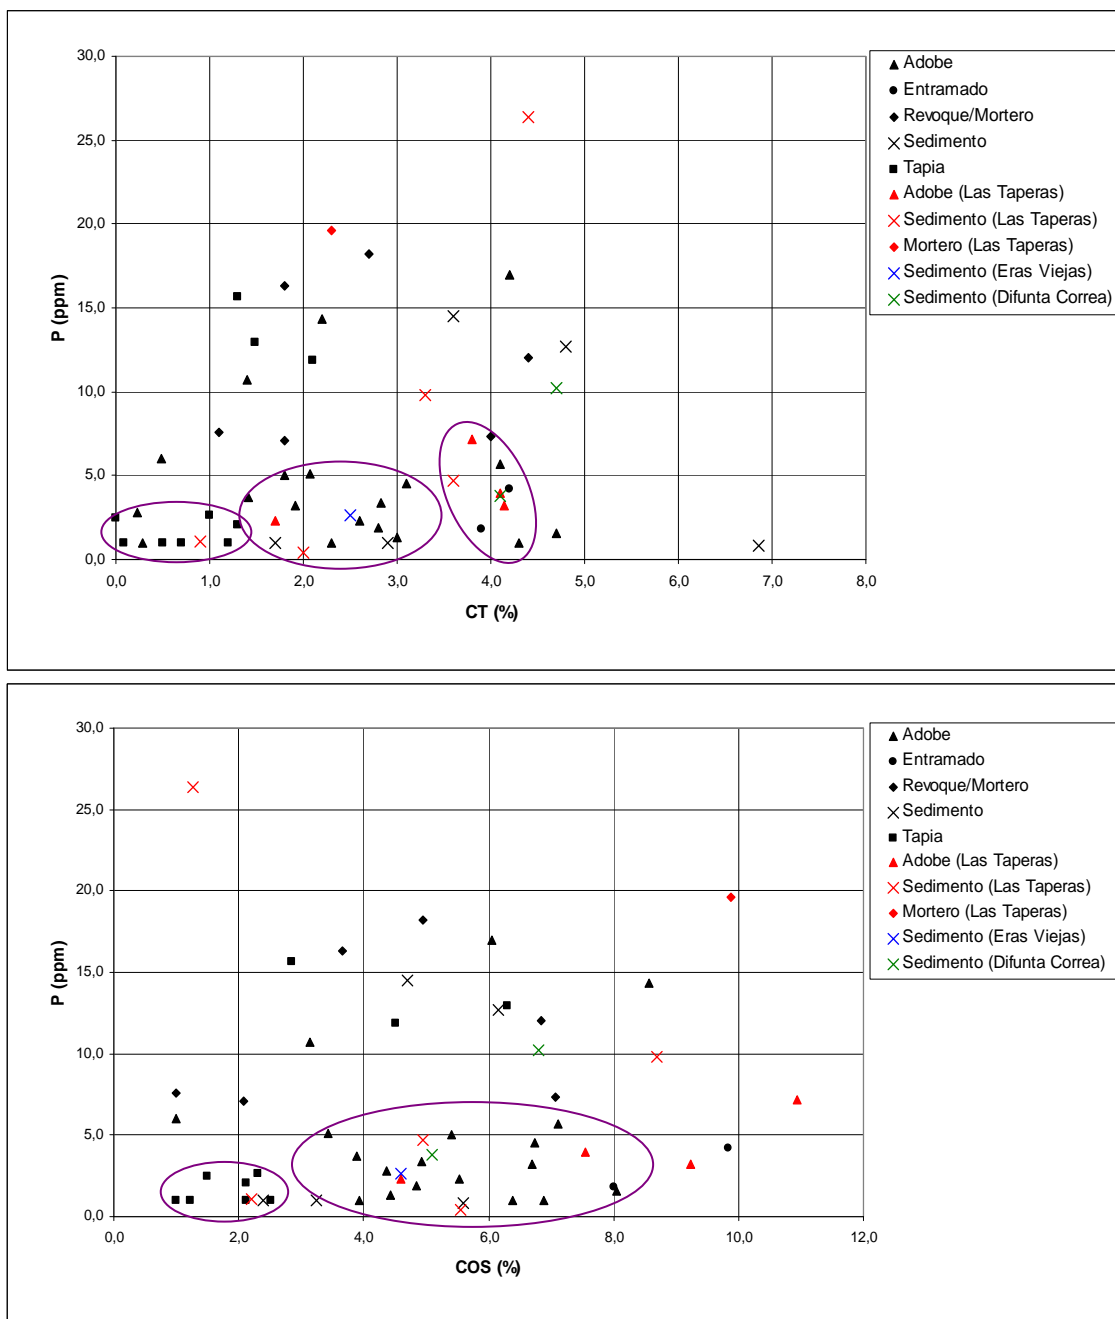 30,0
25,0
20,0
15,0
10,0
5,0
0,0
P (ppm)
0,0 1,0 2,0 3,0 4,0 5,0 6,0 7,0 8,0
CT (%)
Adobe
Entramado
Revoque/Mortero
Sedimento
Tapia
Adobe (Las Taperas)
Sedimento (Las Taperas)
Mortero (Las Taperas)
Sedimento (Eras Viejas)
Sedimento (Difunta Correa)
30,0
25,0
20,0
15,0
10,0
5,0
0,0
P (ppm)
0,0 2,0 4,0 6,0 8,0 10,0 12,0
COS (%)
Adobe
Entramado
Revoque/Mortero
Sedimento
Tapia
Adobe (Las Taperas)
Sedimento (Las Taperas)
Mortero (Las Taperas)
Sedimento (Eras Viejas)
Sedimento (Difunta Correa)